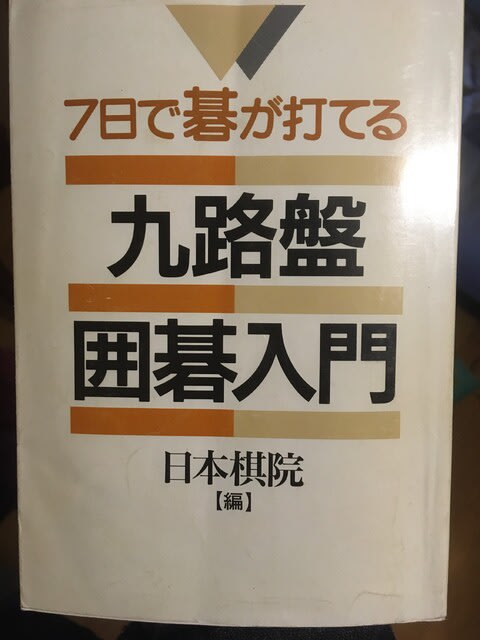 7日で碁が打てる
九路盤
囲碁入門
日本棋院
【編】